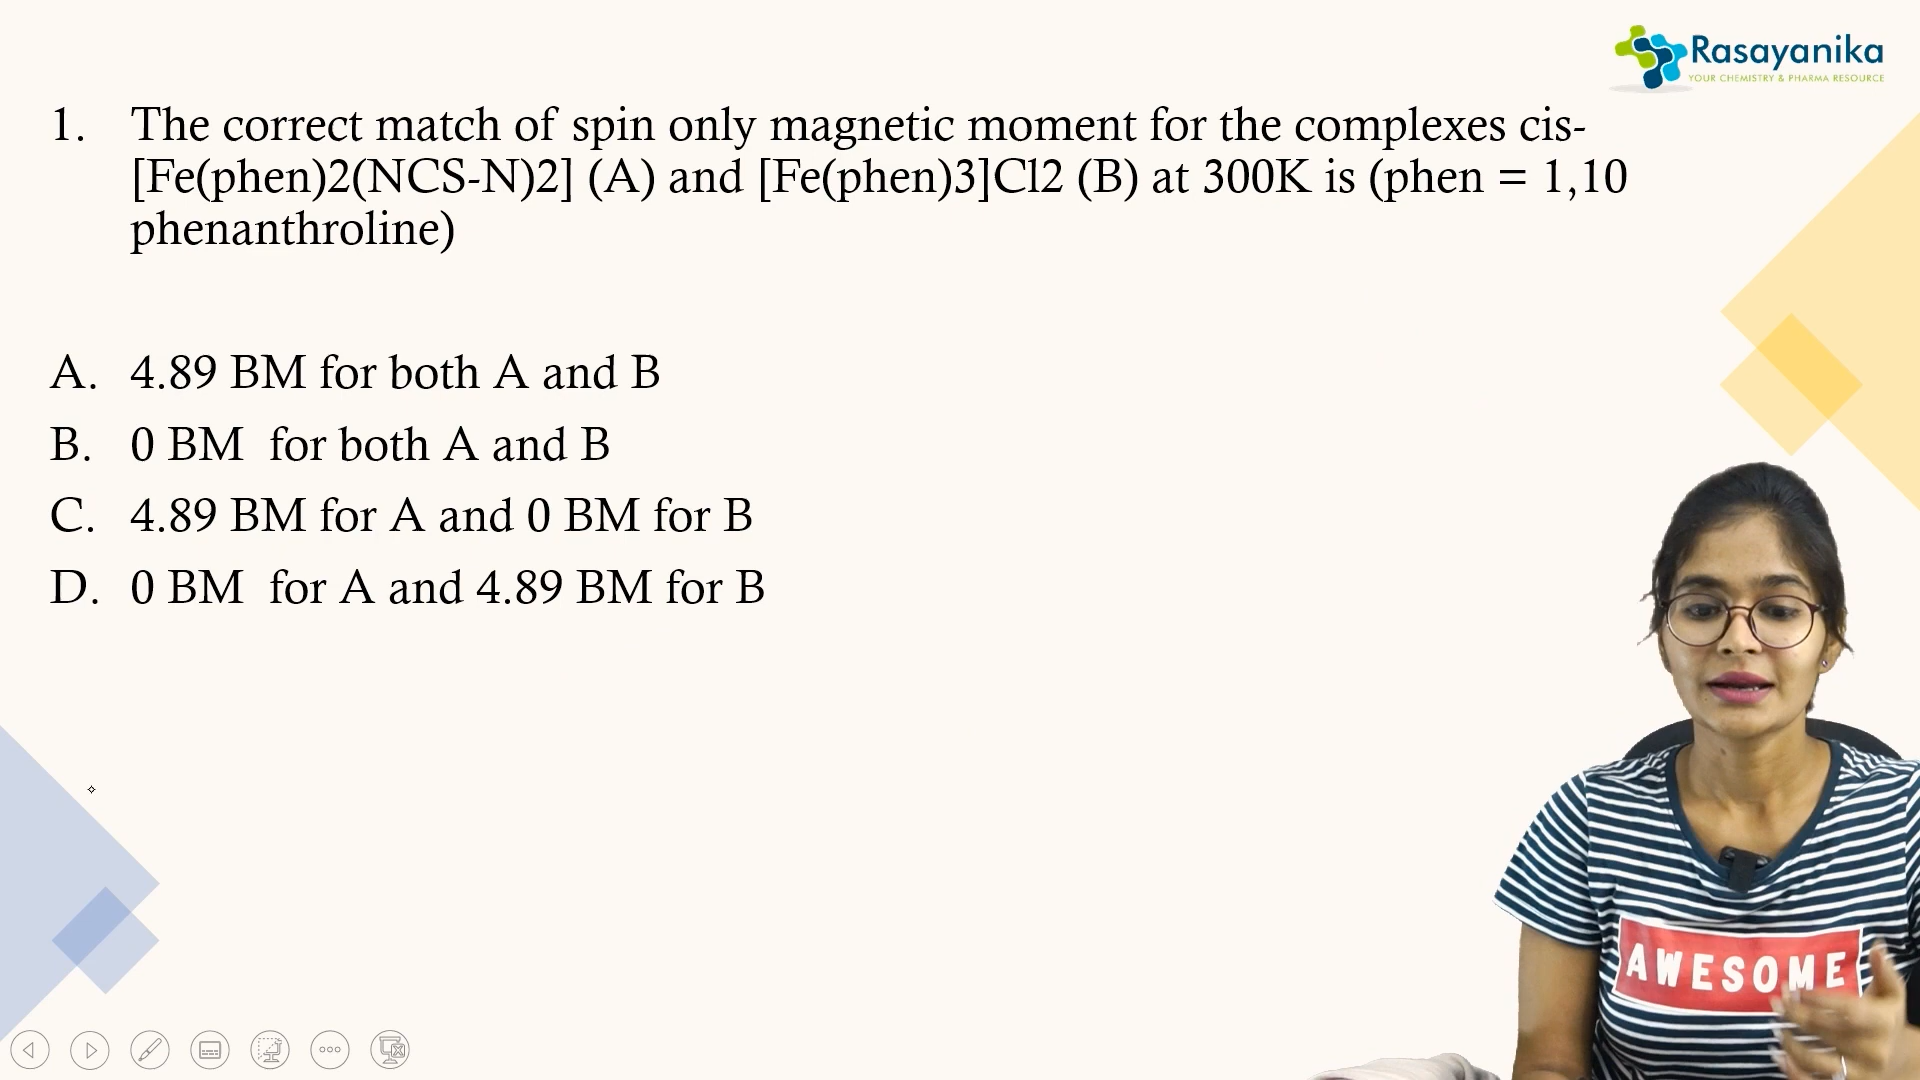 Rasayanika
YOUR CHEMISTRY & PHARMA RESOURCE
1. The correct match of spin only magnetic moment for the complexes cis-
[Fe(phen)2(NCS-N)2] (A) and [Fe(phen)3]Cl2 (B) at 300K is (phen = 1,10
phenanthroline)
A. 4.89 BM for both A and B
B. 0 BM  for both A and B
C. 4.89 BM for A and 0 BM for B
D. 0 BM  for A and 4.89 BM for B
AWESOME